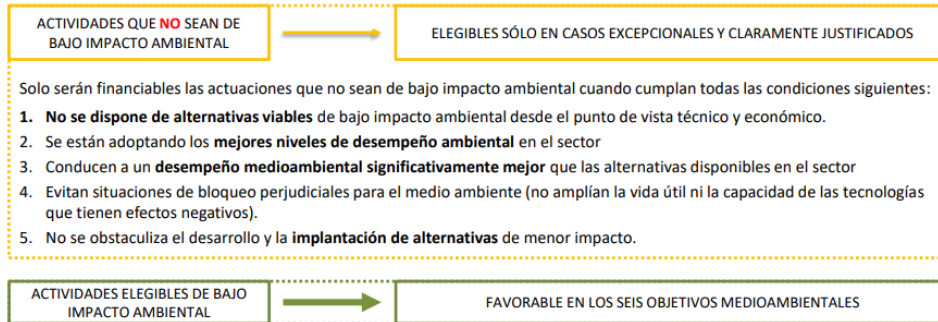 ACTIVIDADES QUE NO SEAN DE
BAJO IMPACTO AMBIENTAL
ELEGIBLES SÓLO EN CASOS EXCEPCIONALES Y CLARAMENTE JUSTIFICADOS
Solo serán financiables las actuaciones que no sean de bajo impacto ambiental cuando cumplan todas las condiciones siguientes:
1. No se dispone de alternativas viables de bajo impacto ambiental desde el punto de vista técnico y económico.
2. Se están adoptando los mejores niveles de desempeño ambiental en el sector
3. Conducen a un desempeño medioambiental significativamente mejor que las alternativas disponibles en el sector
4. Evitan situaciones de bloqueo perjudiciales para el medio ambiente (no amplían la vida útil ni la capacidad de las tecnologías
que tienen efectos negativos).
5. No se obstaculiza el desarrollo y la implantación de alternativas de menor impacto.
ACTIVIDADES ELEGIBLES DE BAJO
IMPACTO AMBIENTAL
FAVORABLE EN LOS SEIS OBJETIVOS MEDIOAMBIENTALES